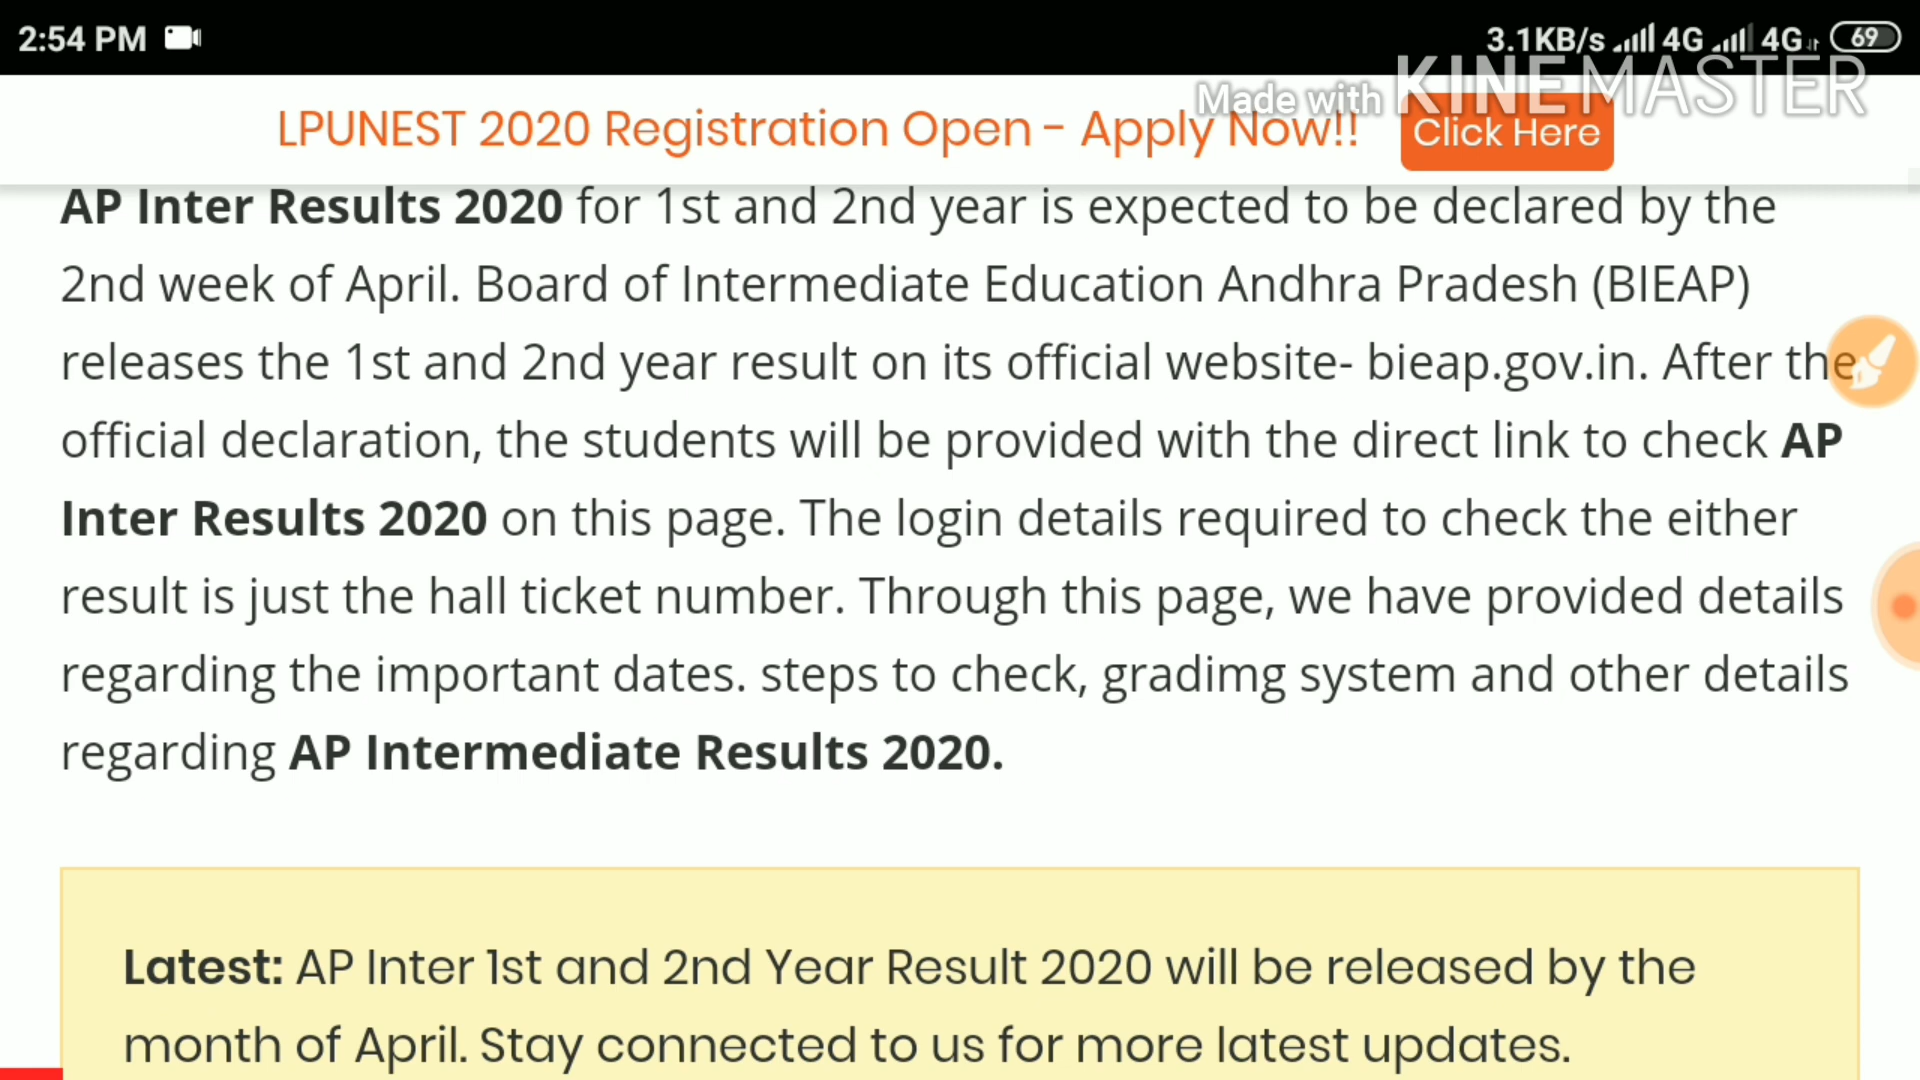 2:54 PM 3.1KB/s 4G 4G 69
Made with KINEMASTER
LPUNEST 2020 Registration Open - Apply Now!! Click Here
AP Inter Results 2020 for 1st and 2nd year is expected to be declared by the
2nd week of April. Board of Intermediate Education Andhra Pradesh (BIEAP)
releases the 1st and 2nd year result on its official website- bieap.gov.in. After the
official declaration, the students will be provided with the direct link to check AP
Inter Results 2020 on this page. The login details required to check the either
result is just the hall ticket number. Through this page, we have provided details
regarding the important dates. steps to check, gradimg system and other details
regarding AP Intermediate Results 2020.
Latest: AP Inter 1st and 2nd Year Result 2020 will be released by the
month of April. Stay connected to us for more latest updates.